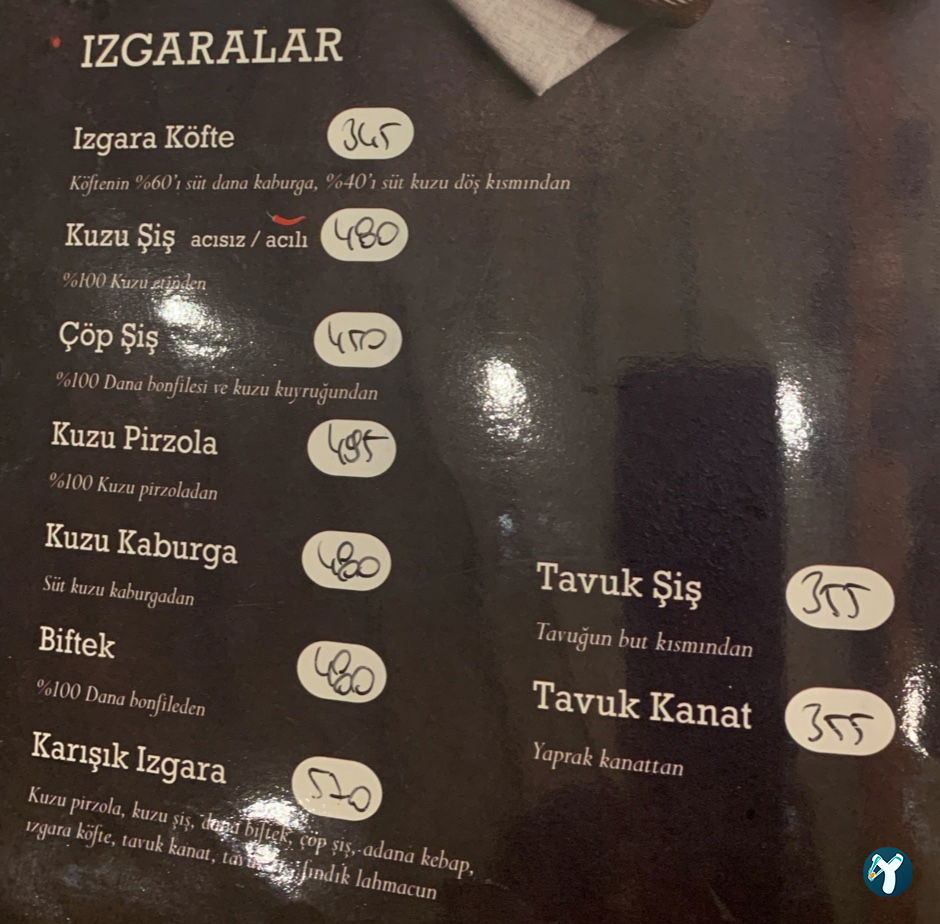 IZGARALAR
Izgara Köfte 345
Köftenin %60'ı süt dana kaburga, %40'ı süt kuzu döş kısmından
Kuzu Şiş acısız / acılı 480
%100 Kuzu etinden
Çöp Şiş
%100 Dana bonfilesi ve kuzu kuyruğundan
Kuzu Pirzola 495
%100 Kuzu pirzoladan
Kuzu Kaburga 480
Süt kuzu kaburgadan
Biftek 480
%100 Dana bonfileden
Karışık Izgara 520
Kuzu pirzola, kuzu şiş, dana biftek, çöp şiş, adana kebap,
ızgara köfte, tavuk kanat, fındık lahmacun
Tavuk Şiş 355
Tavuğun but kısmından
Tavuk Kanat 355
Yaprak kanattan